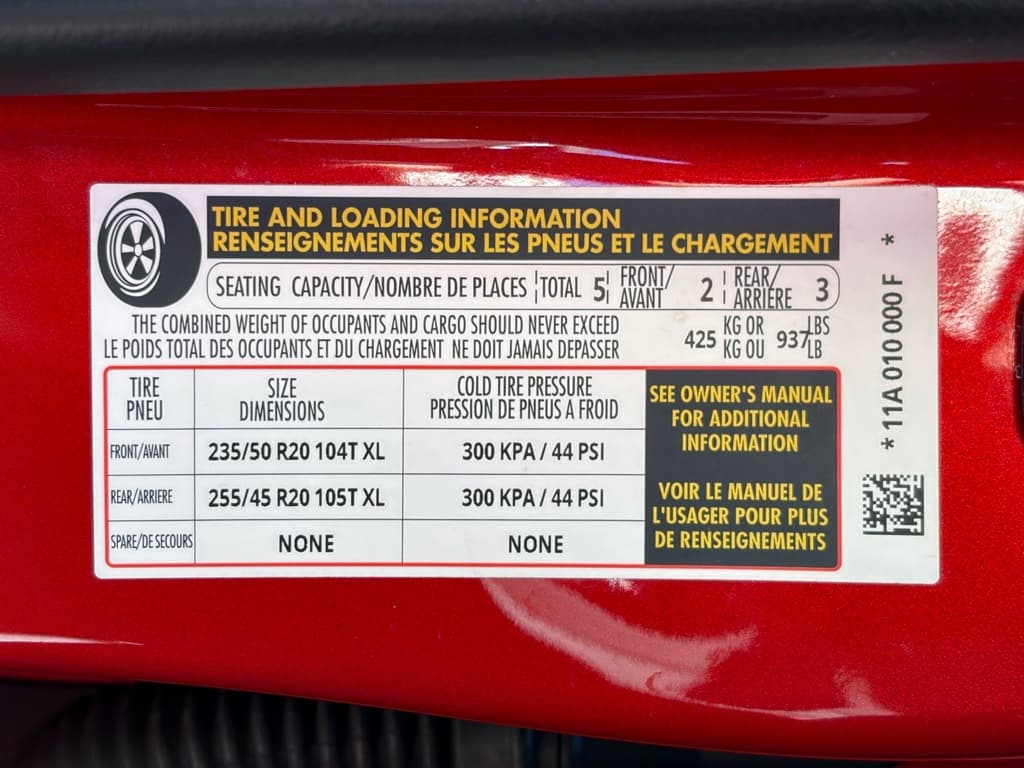 TIRE AND LOADING INFORMATION
RENSEIGNEMENTS SUR LES PNEUS ET LE CHARGEMENT
SEATING CAPACITY/NOMBRE DE PLACES TOTAL 5 FRONT/AVANT 2 REAR/ARRIÈRE 3
THE COMBINED WEIGHT OF OCCUPANTS AND CARGO SHOULD NEVER EXCEED 425 KG OR 937 LBS
LE POIDS TOTAL DES OCCUPANTS ET DU CHARGEMENT NE DOIT JAMAIS DEPASSER KG OU LB
TIRE PNEU SIZE DIMENSIONS COLD TIRE PRESSURE PRESSION DE PNEUS A FROID
FRONT/AVANT 235/50 R20 104T XL 300 KPA / 44 PSI
REAR/ARRIERE 255/45 R20 105T XL 300 KPA / 44 PSI
SPARE/DE SECOURS NONE NONE
SEE OWNER'S MANUAL
FOR ADDITIONAL
INFORMATION
VOIR LE MANUEL DE
L'USAGER POUR PLUS
DE RENSEIGNEMENTS
* 11A 010 000 F *